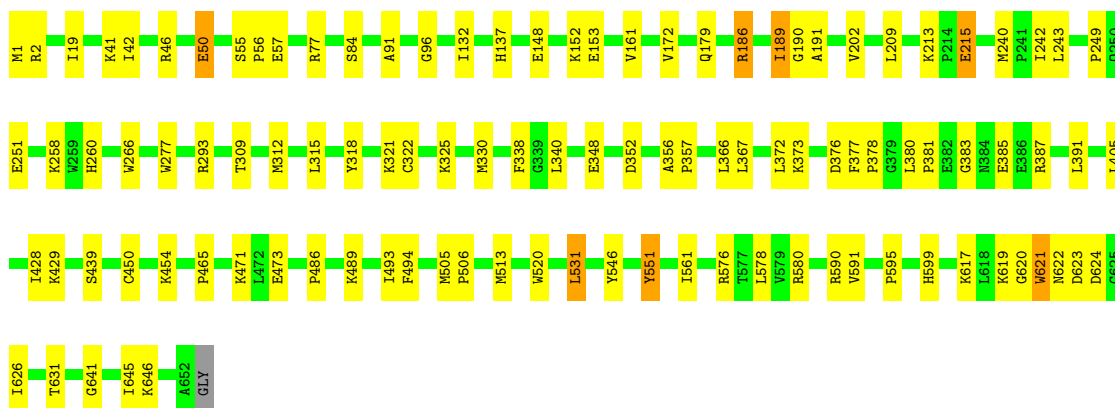 M1 R2 I19 K41 I42 R46 E50 S55 P56 E57 R77 S84 A91 G96 I132 H137 E148 K152 E153 V161 V172 Q179 R186 I189 G190 A191 V202 L209 K213 P214 E215 M240 P241 I242 L243 P249
E251 K258 W259 H260 W266 W277 R293 T309 M312 L315 Y318 K321 C322 K325 M330 F338 G339 L340 E348 D352 A356 P357 L366 L367 L372 K373 D376 F377 P378 G379 L380 P381 E382 G383 N384 E385 E386 R387 L391 L405
I428 K429 S439 C450 K454 P465 K471 L472 E473 P486 K489 I493 F494 M505 P506 M513 W520 L531 Y546 Y551 I561 R576 T577 L578 V579 R580 R590 V591 P595 H599 K617 L618 K619 G620 W621 N622 D623 D624 G625
I626 T631 G641 I645 K646 A652 GLY